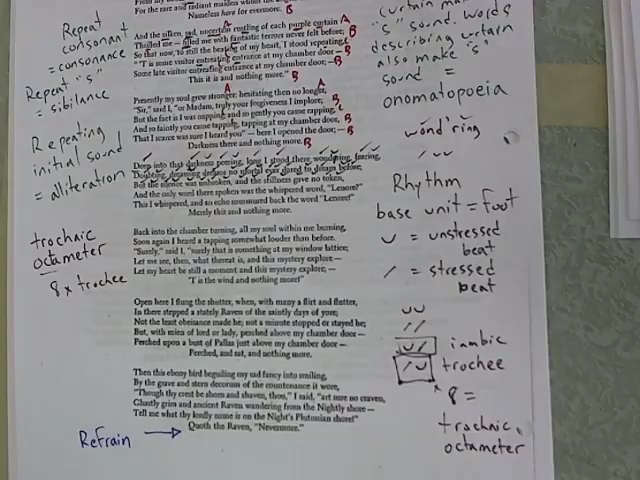 For the rare and radiant maiden whom the
Nameless here for evermore. B
And the silken, sad, uncertain rustling of each purple curtain A
Thrilled me — filled me with fantastic terrors never felt before; B
So that now, to still the beating of my heart, I stood repeating, C
"'T is some visitor entreating entrance at my chamber door, — B
Some late visitor entreating entrance at my chamber door; — B
This it is and nothing more." B
Presently my soul grew stronger; hesitating then no longer, A
"Sir," said I, "or Madam, truly your forgiveness I implore; B
But the fact is I was napping, and so gently you came rapping, C
And so faintly you came tapping, tapping at my chamber door, B
That I scarce was sure I heard you" — here I opened the door; — B
Darkness there and nothing more. B
Deep into that darkness peering, long I stood there wondering, fearing,
Doubting, dreaming dreams no mortal ever dared to dream before;
But the silence was unbroken, and the stillness gave no token,
And the only word there spoken was the whispered word, "Lenore?"
This I whispered, and an echo murmured back the word "Lenore!"
Merely this and nothing more.
Back into the chamber turning, all my soul within me burning,
Soon again I heard a tapping somewhat louder than before.
"Surely," said I, "surely that is something at my window lattice;
Let me see, then, what thereat is, and this mystery explore —
Let my heart be still a moment and this mystery explore; —
'T is the wind and nothing more!"
Open here I flung the shutter, when, with many a flirt and flutter,
In there stepped a stately Raven of the saintly days of yore;
Not the least obeisance made he; not a minute stopped or stayed he;
But, with mien of lord or lady, perched above my chamber door —
Perched upon a bust of Pallas just above my chamber door —
Perched, and sat, and nothing more.
Then this ebony bird beguiling my sad fancy into smiling,
By the grave and stern decorum of the countenance it wore,
"Though thy crest be shorn and shaven, thou," I said, "art sure no craven,
Ghastly grim and ancient Raven wandering from the Nightly shore —
Tell me what thy lordly name is on the Night's Plutonian shore!"
Quoth the Raven, "Nevermore."
Repeat
consonant
= consonance
Repeat "s"
= sibilance
Repeating
initial sound
= alliteration
trochaic
octameter
8 x trochee
Refrain
curtain
"s" sound. Words
describing curtain
also make "s"
sound =
onomatopoeia
wond'ring
Rhythm
base unit = foot
∪ = unstressed
beat
/ = stressed
beat
∪∪
//
∪/ iambic
/∪ trochee
x 8 =
trochaic
octameter